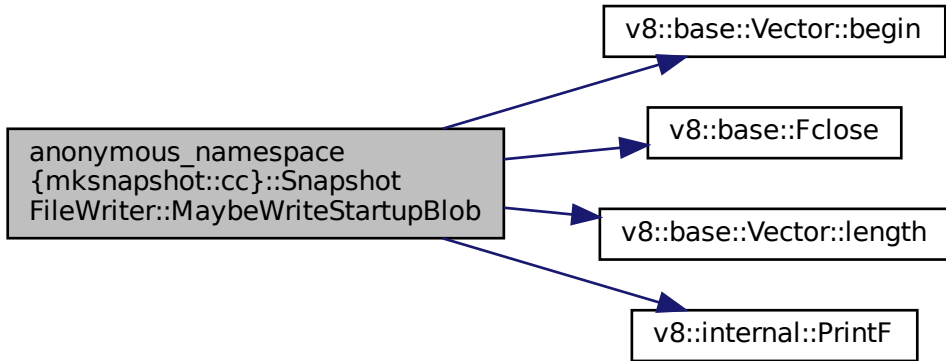 anonymous_namespace
{mksnapshot::cc}::Snapshot
FileWriter::MaybeWriteStartupBlob
v8::base::Vector::begin
v8::base::Fclose
v8::base::Vector::length
v8::internal::PrintF